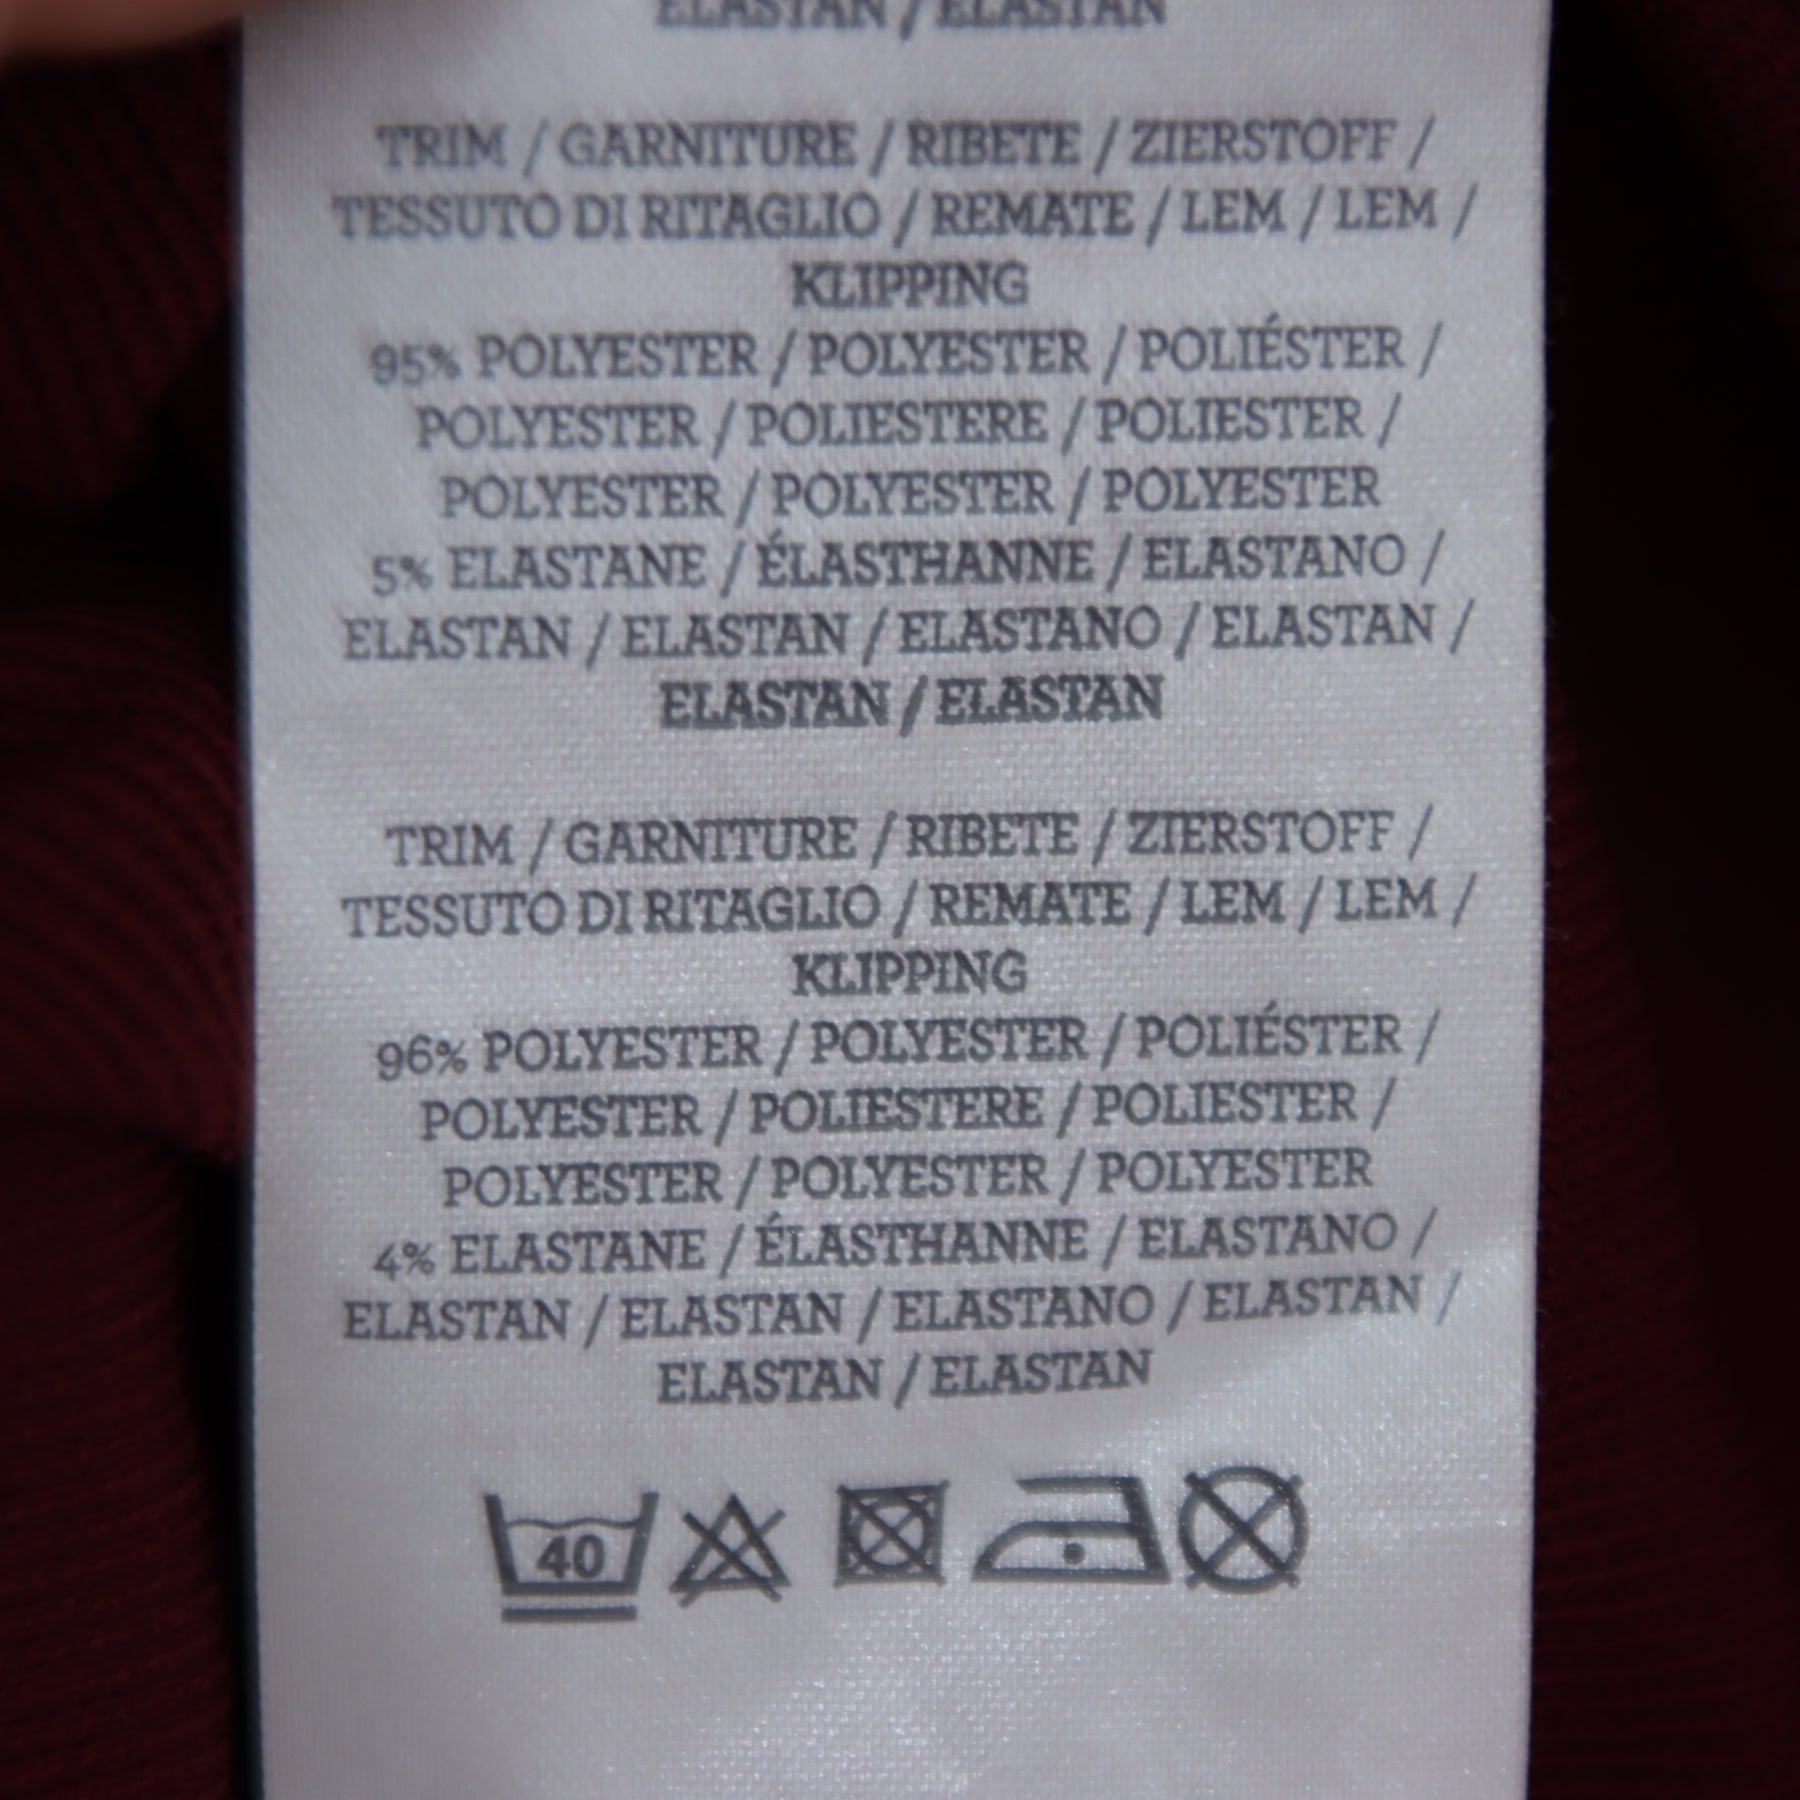 ELASTAN / ELASTAN
TRIM / GARNITURE / RIBETE / ZIERSTOFF /
TESSUTO DI RITAGLIO / REMATE / LEM / LEM /
KLIPPING
95% POLYESTER / POLYESTER / POLIÉSTER /
POLYESTER / POLIESTERE / POLIESTER /
POLYESTER / POLYESTER / POLYESTER
5% ELASTANE / ÉLASTHANNE / ELASTANO /
ELASTAN / ELASTAN / ELASTANO / ELASTAN /
ELASTAN / ELASTAN
TRIM / GARNITURE / RIBETE / ZIERSTOFF /
TESSUTO DI RITAGLIO / REMATE / LEM / LEM /
KLIPPING
96% POLYESTER / POLYESTER / POLIÉSTER /
POLYESTER / POLIESTERE / POLIESTER /
POLYESTER / POLYESTER / POLYESTER
4% ELASTANE / ÉLASTHANNE / ELASTANO /
ELASTAN / ELASTAN / ELASTANO / ELASTAN /
ELASTAN / ELASTAN
40